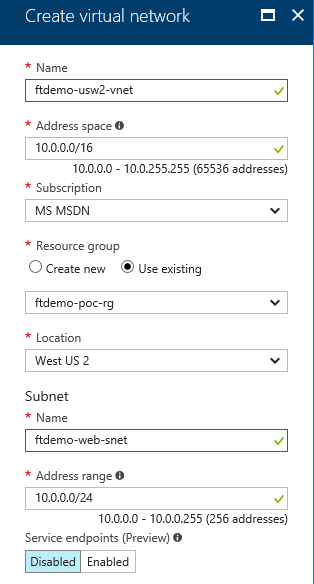 Create virtual network
* Name
ftdemo-usw2-vnet
* Address space
10.0.0.0/16
10.0.0.0 - 10.0.255.255 (65536 addresses)
* Subscription
MS MSDN
* Resource group
Create new Use existing
ftdemo-poc-rg
* Location
West US 2
Subnet
* Name
ftdemo-web-snet
* Address range
10.0.0.0/24
10.0.0.0 - 10.0.0.255 (256 addresses)
Service endpoints (Preview)
Disabled Enabled